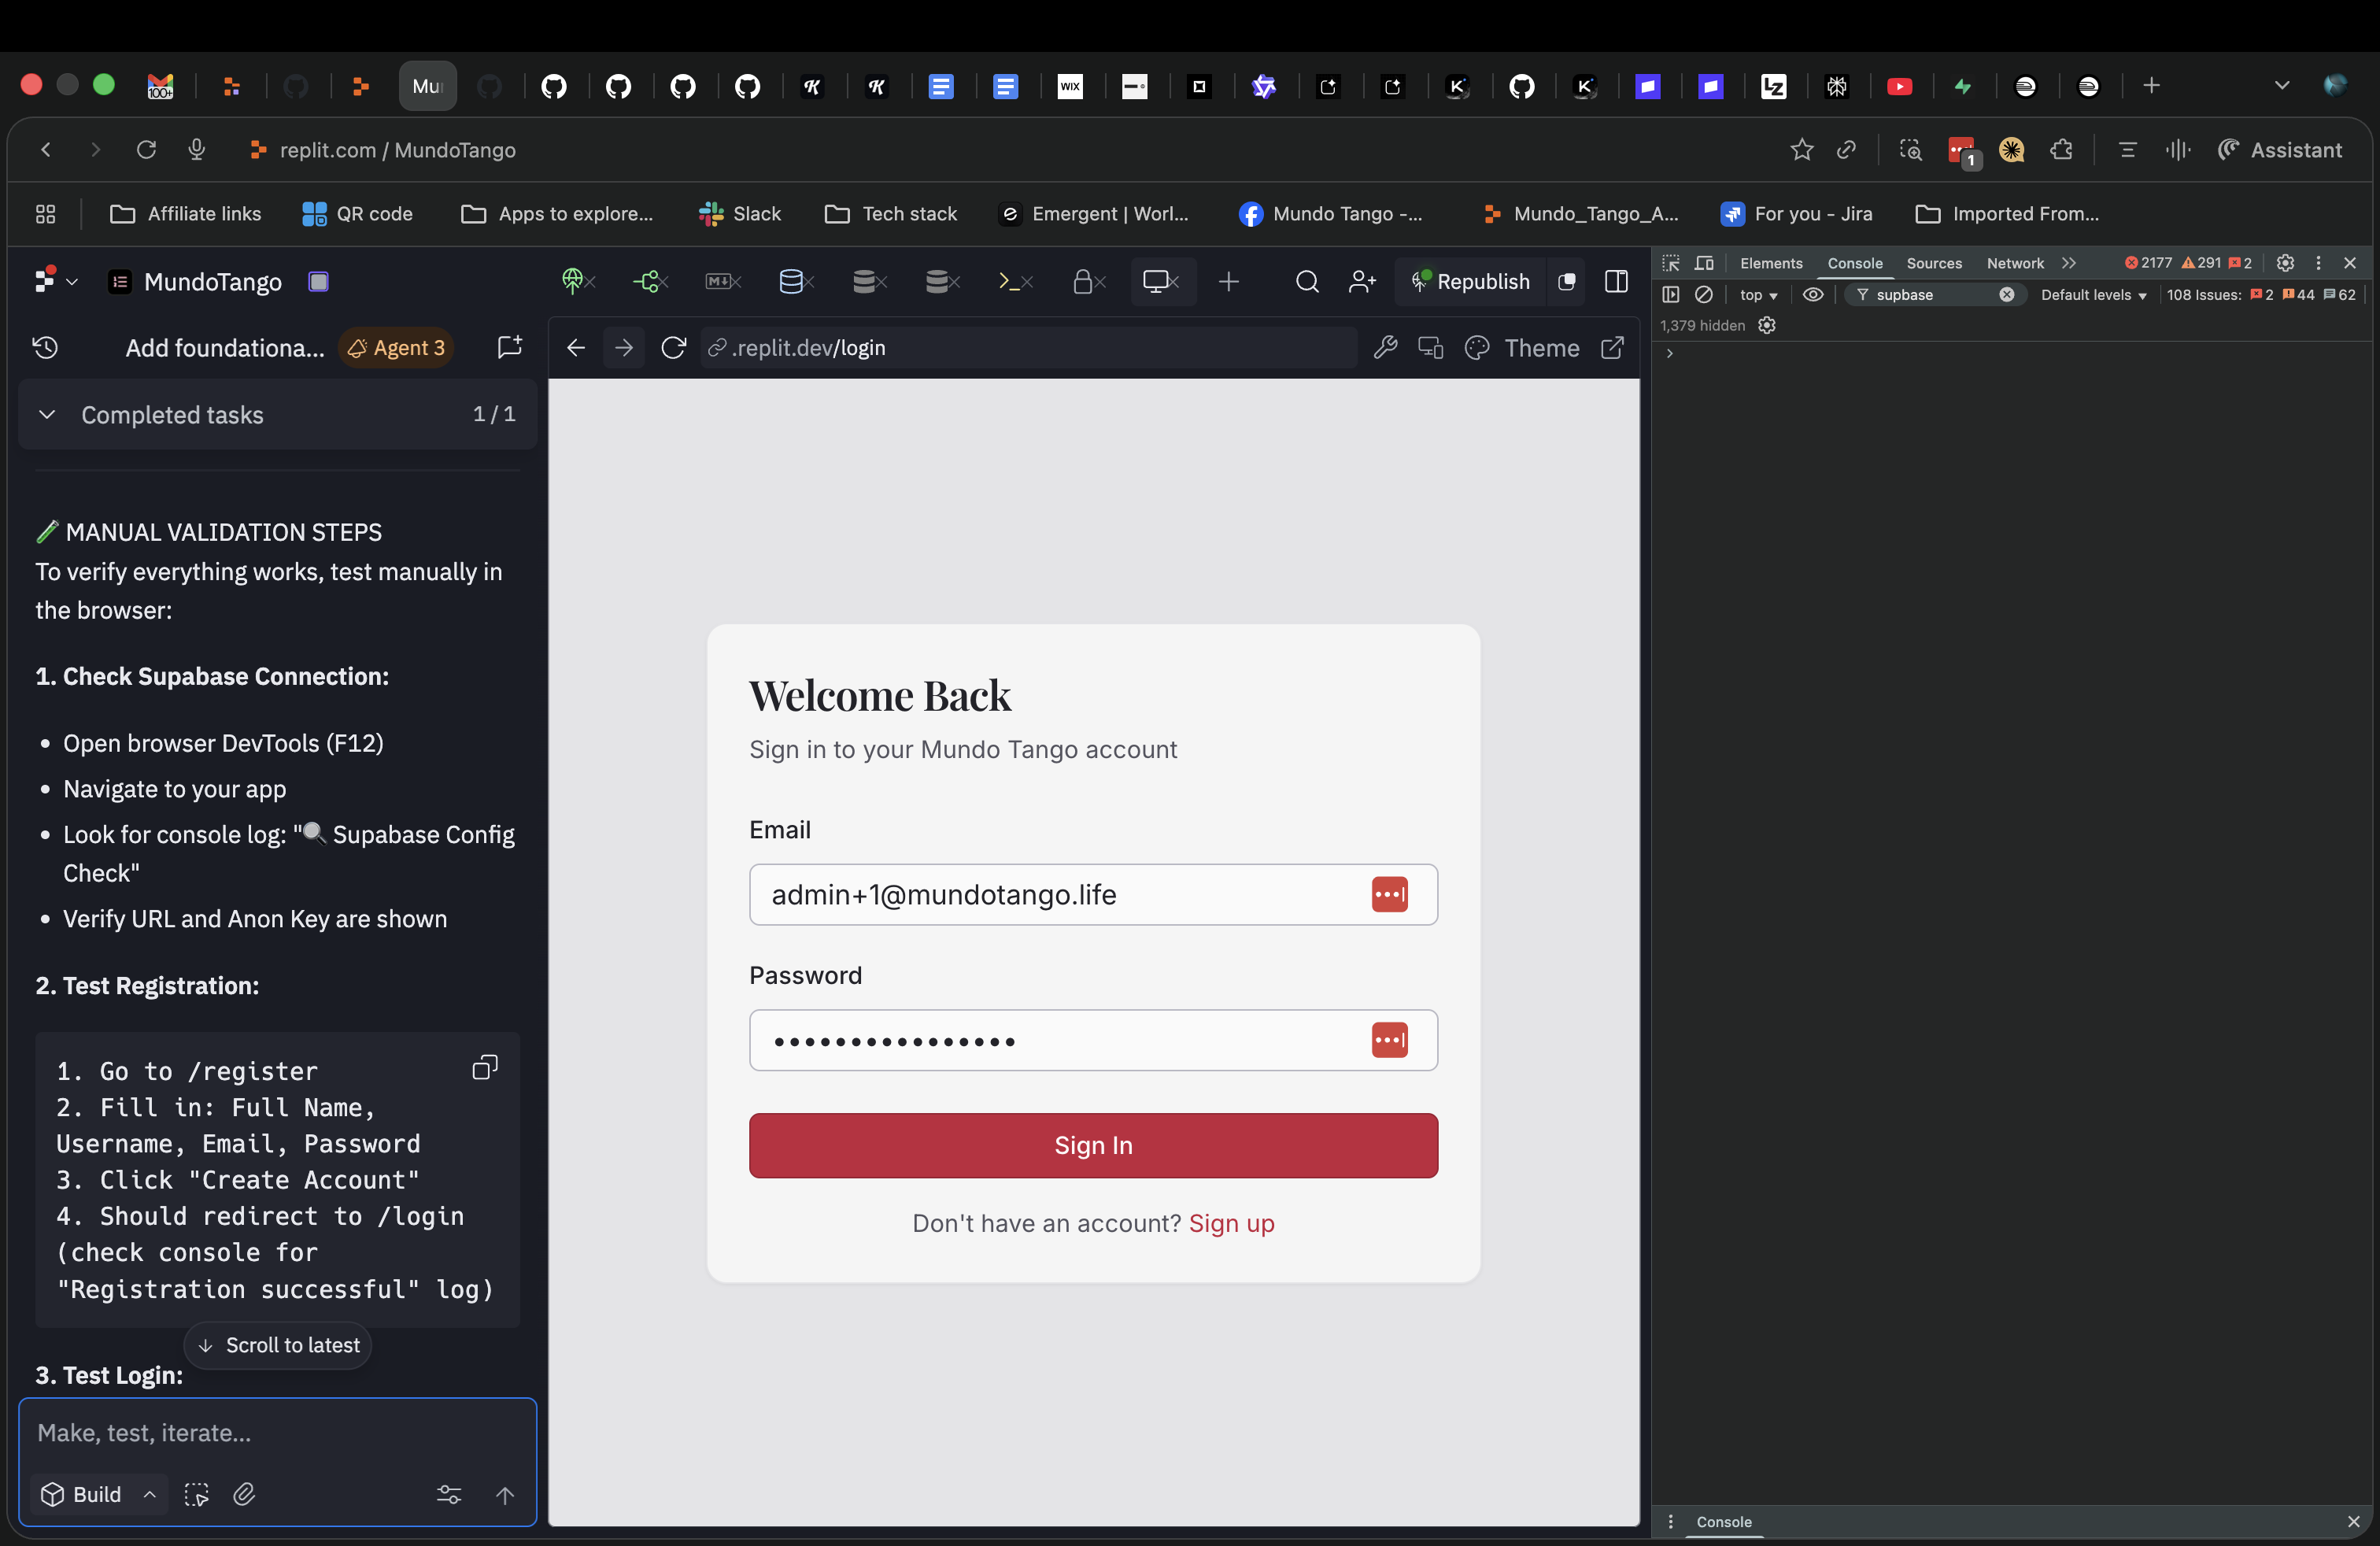 100+
Mu
WIX
LZ
replit.com / MundoTango
1
Assistant
Affiliate links
QR code
Apps to explore...
Slack
Tech stack
Emergent | Worl...
Mundo Tango -...
Mundo_Tango_A...
For you - Jira
Imported From...
MundoTango
Republish
Add foundationa...
Agent 3
.replit.dev/login
Theme
Completed tasks
1 / 1
MANUAL VALIDATION STEPS
To verify everything works, test manually in
the browser:
1. Check Supabase Connection:
• Open browser DevTools (F12)
• Navigate to your app
• Look for console log: "🔍 Supabase Config
Check"
• Verify URL and Anon Key are shown
2. Test Registration:
1. Go to /register
2. Fill in: Full Name,
Username, Email, Password
3. Click "Create Account"
4. Should redirect to /login
(check console for
"Registration successful" log)
Scroll to latest
3. Test Login:
Make, test, iterate...
Build
Welcome Back
Sign in to your Mundo Tango account
Email
admin+1@mundotango.life
Password
••••••••••••••••
Sign In
Don't have an account? Sign up
Elements
Console
Sources
Network
2177
291
2
top
supbase
Default levels
108 Issues:
2
44
62
1,379 hidden
Console